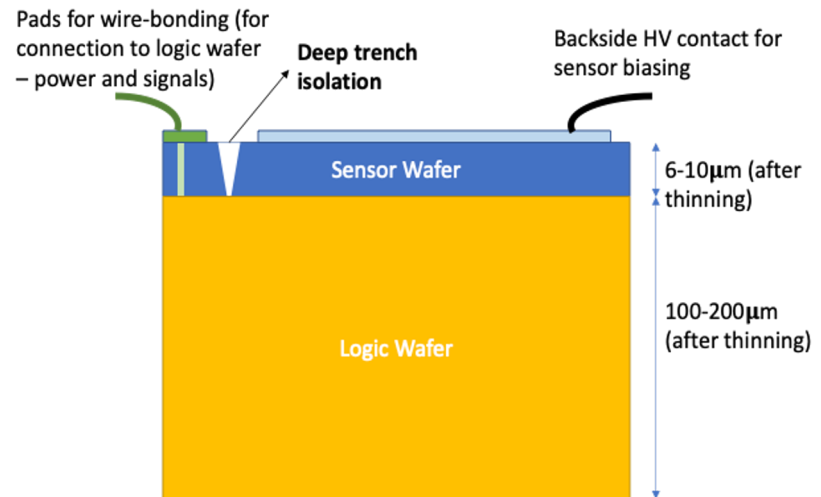 Pads for wire-bonding (for
connection to logic wafer
– power and signals)
Deep trench
isolation
Backside HV contact for
sensor biasing
Sensor Wafer
6-10μm (after
thinning)
Logic Wafer
100-200μm
(after thinning)